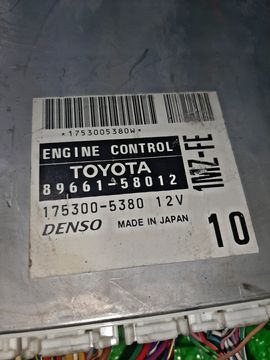 *1753005380W*
ENGINE CONTROL
TOYOTA
89661-58012
1MZ-FE
175300-5380 12V
DENSO MADE IN JAPAN
10